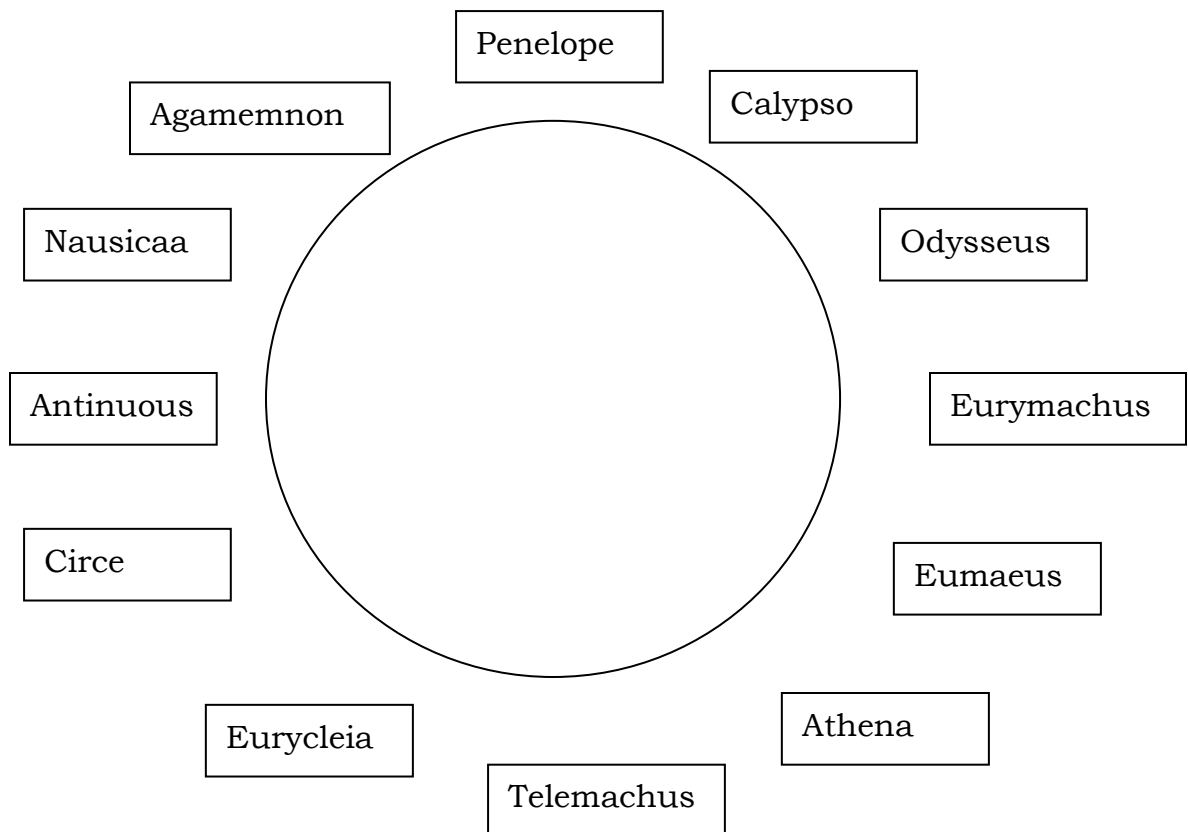 Penelope
Calypso
Agamemnon
Nausicaa
Odysseus
Antinuous
Eurymachus
Circe
Eumaeus
Athena
Eurycleia
Telemachus